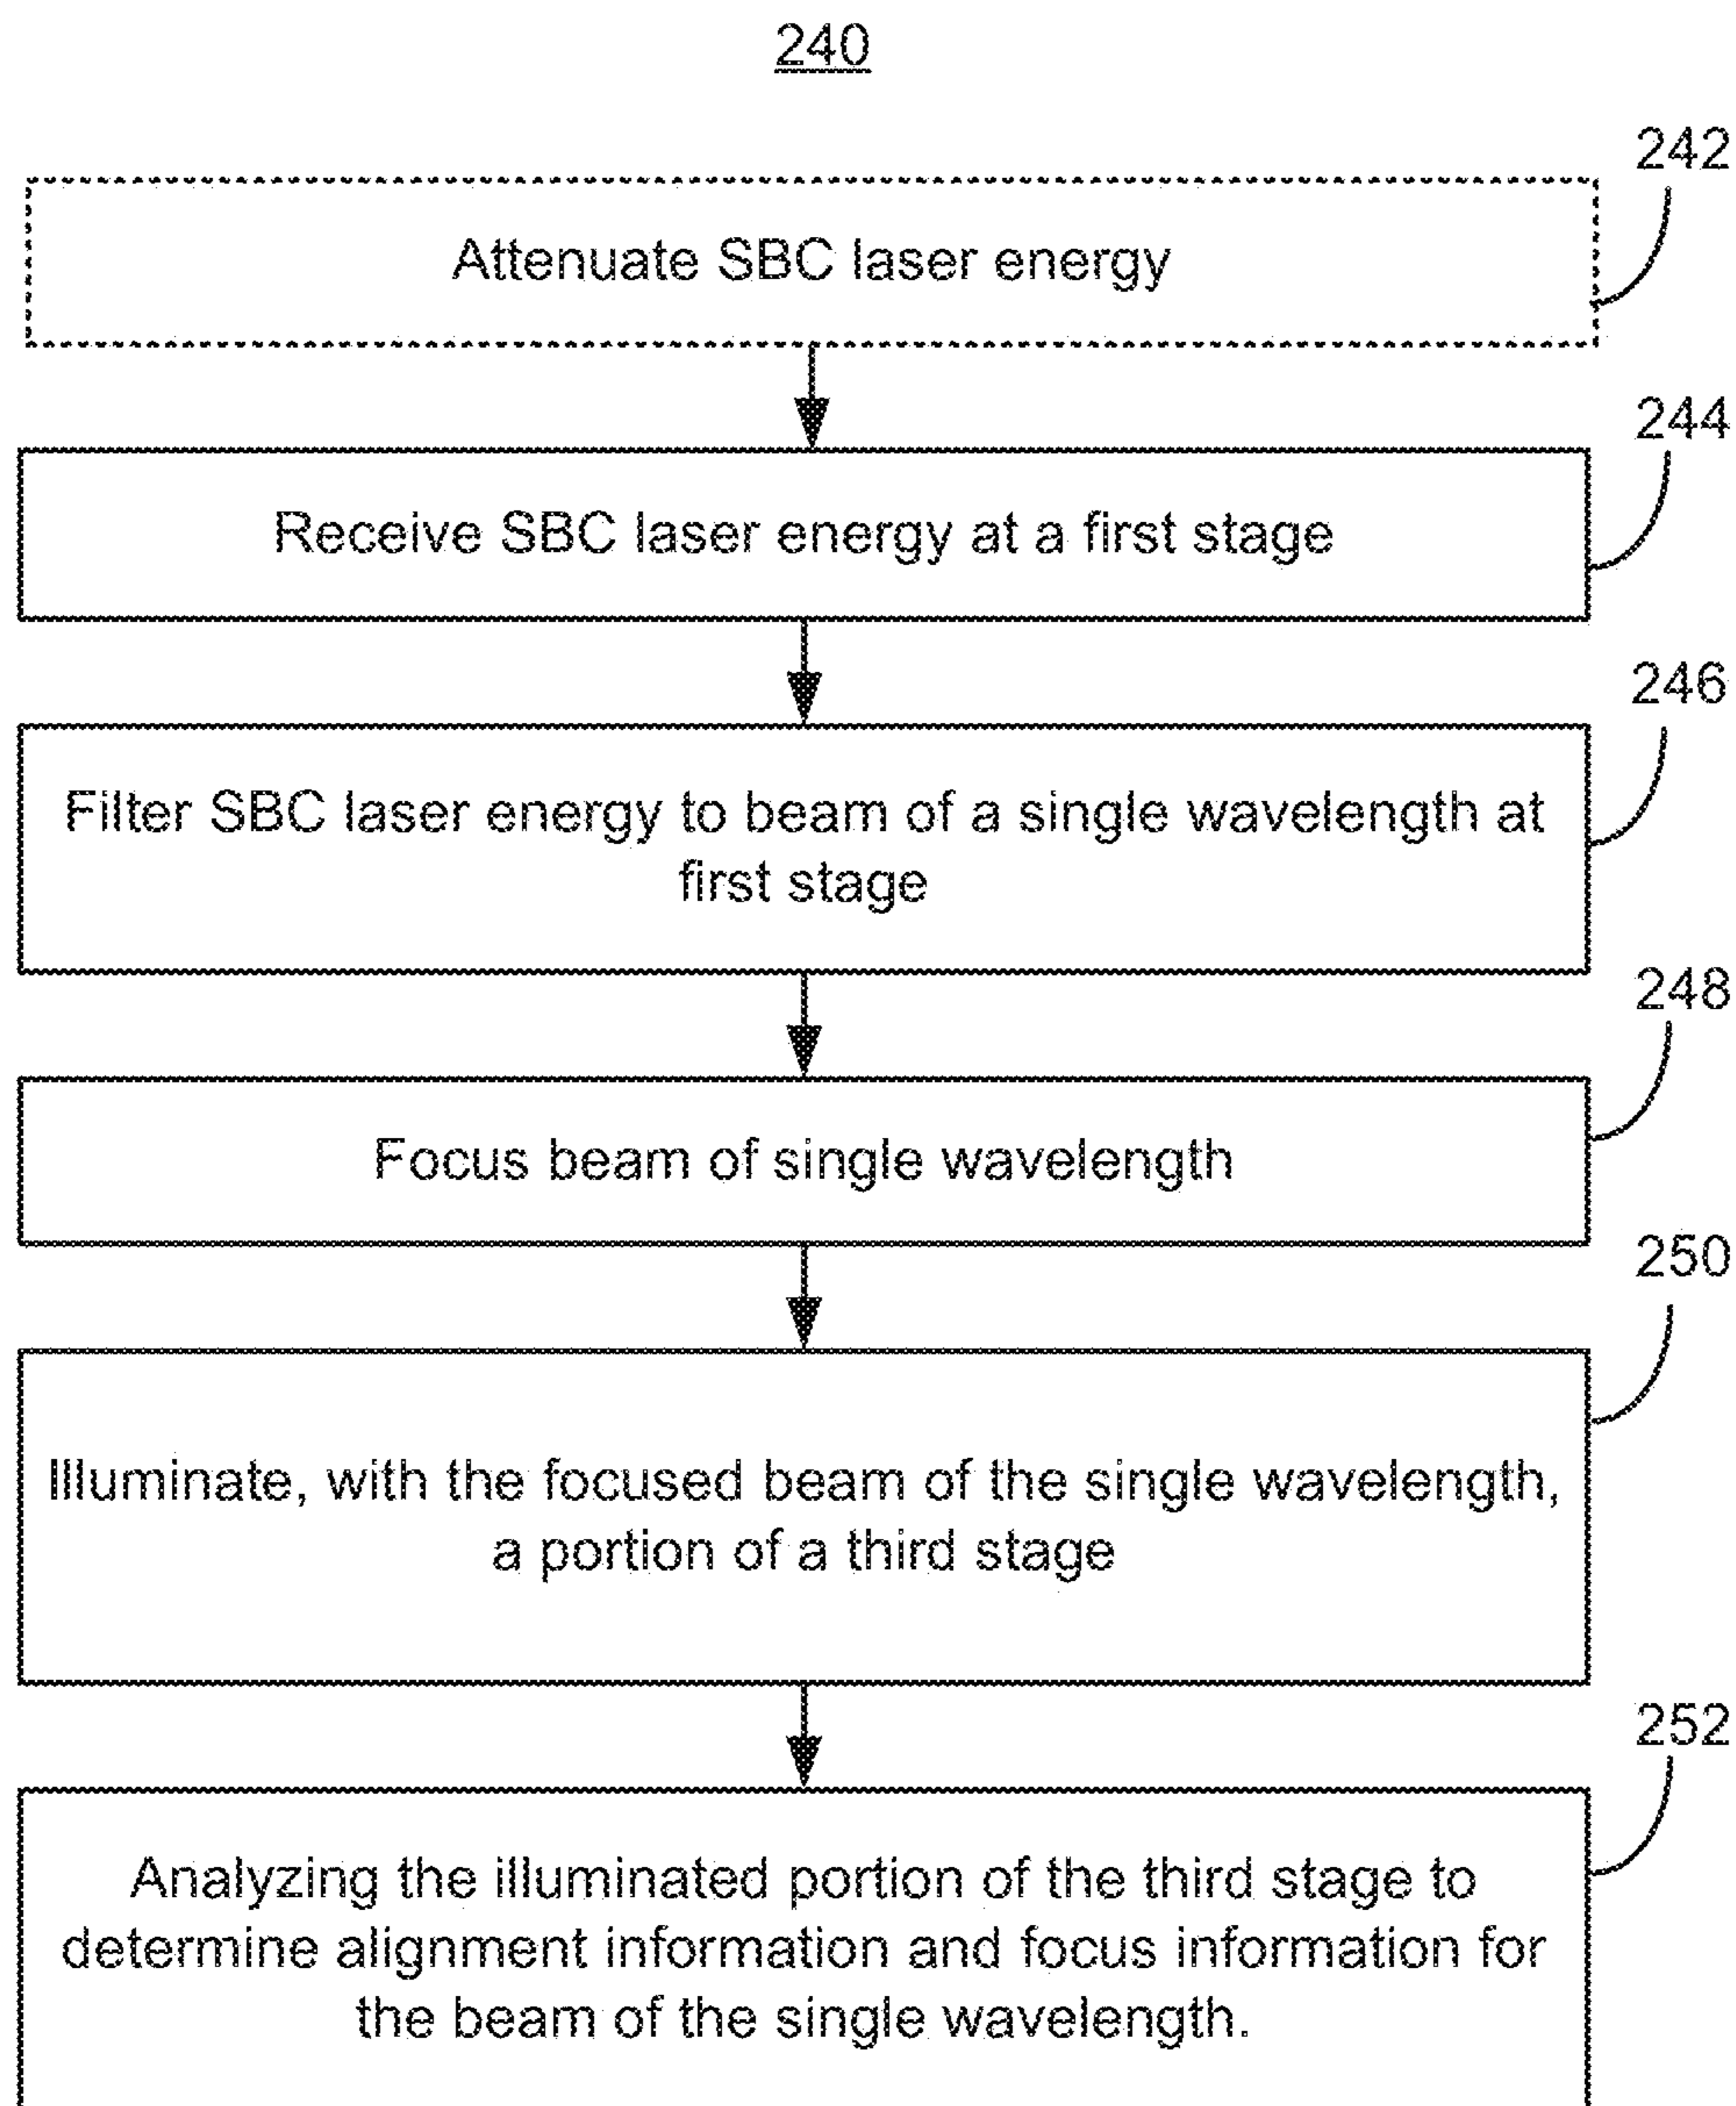 240
242
Attenuate SBC laser energy
244
Receive SBC laser energy at a first stage
246
Filter SBC laser energy to beam of a single wavelength at
first stage
248
Focus beam of single wavelength
250
Illuminate, with the focused beam of the single wavelength,
a portion of a third stage
252
Analyzing the illuminated portion of the third stage to
determine alignment information and focus information for
the beam of the single wavelength.